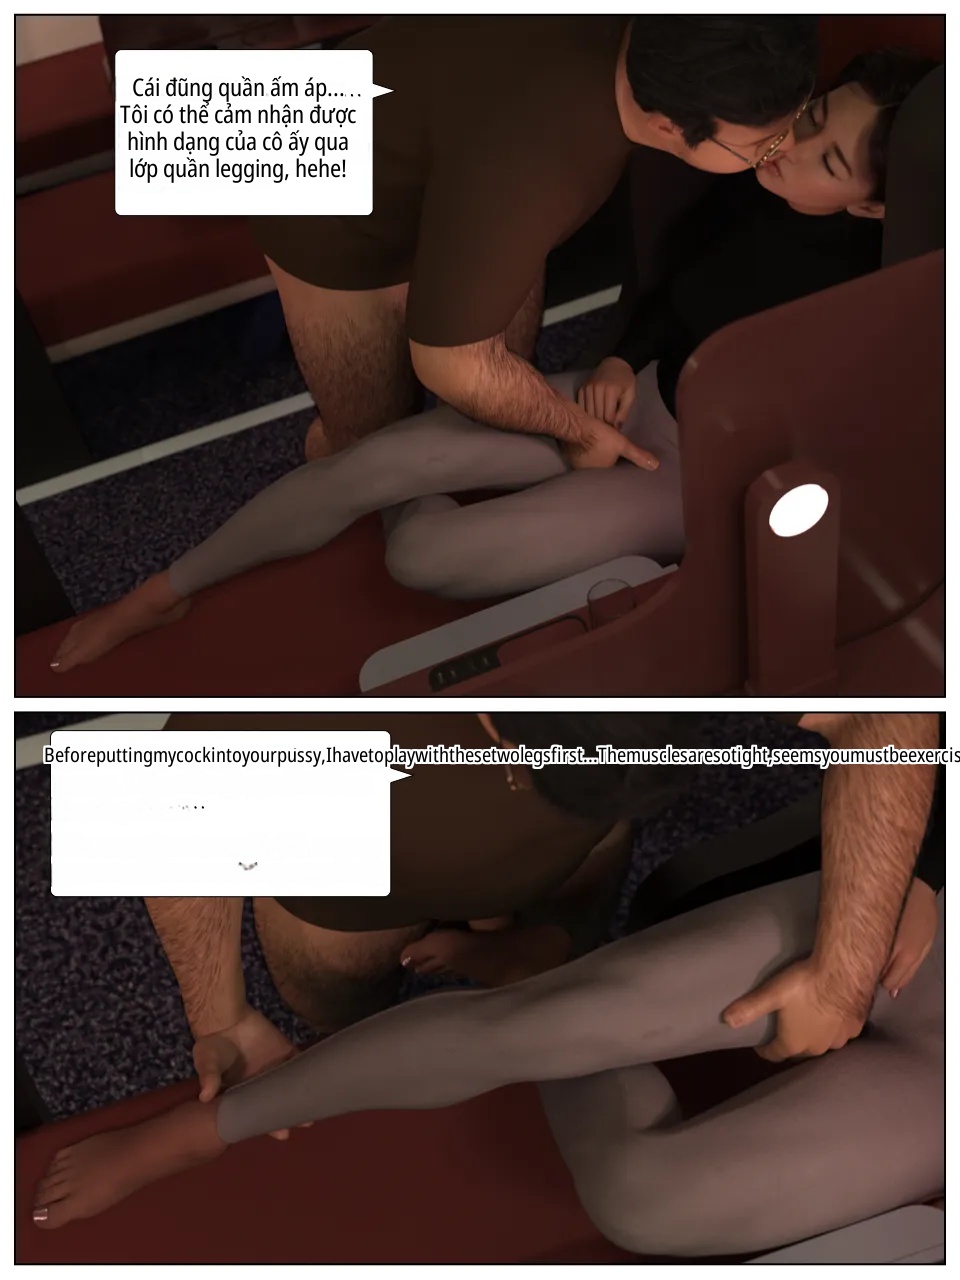 Cái đũng quần ấm áp.....
Tôi có thể cảm nhận được
hình dạng của cô ấy qua
lớp quần legging, hehe!
Beforeputtingmycockintoyourpussy,Ihavetoplaywiththesetwolegsfirst...Themusclesaresotight,seemsyoumustbeexercis